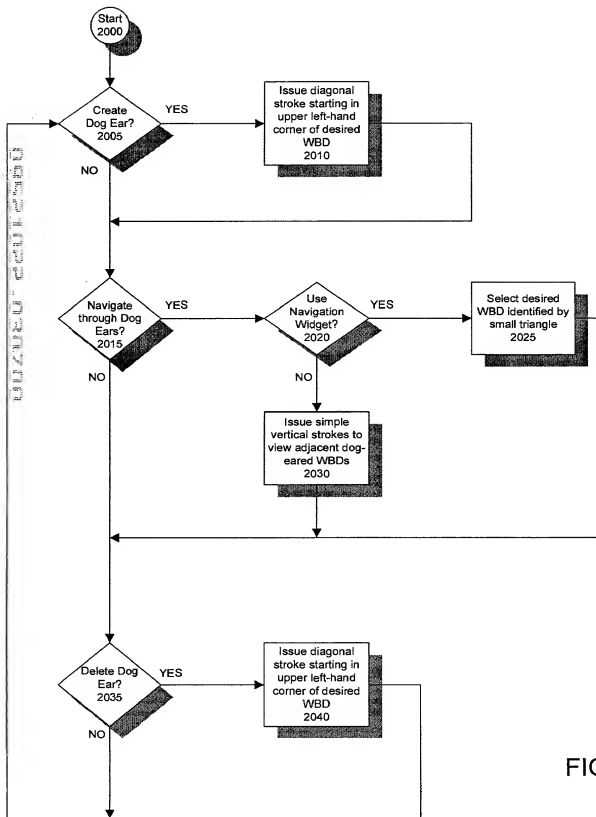 Start
2000
Create
Dog Ear?
2005
YES
Issue diagonal
stroke starting in
upper left-hand
corner of desired
WBD
2010
NO
Navigate
through Dog
Ears?
2015
YES
Use
Navigation
Widget?
2020
YES
Select desired
WBD identified by
small triangle
2025
NO
NO
Issue simple
vertical strokes to
view adjacent dog-
eared WBDs
2030
Delete Dog
Ear?
2035
YES
Issue diagonal
stroke starting in
upper left-hand
corner of desired
WBD
2040
NO
FIG